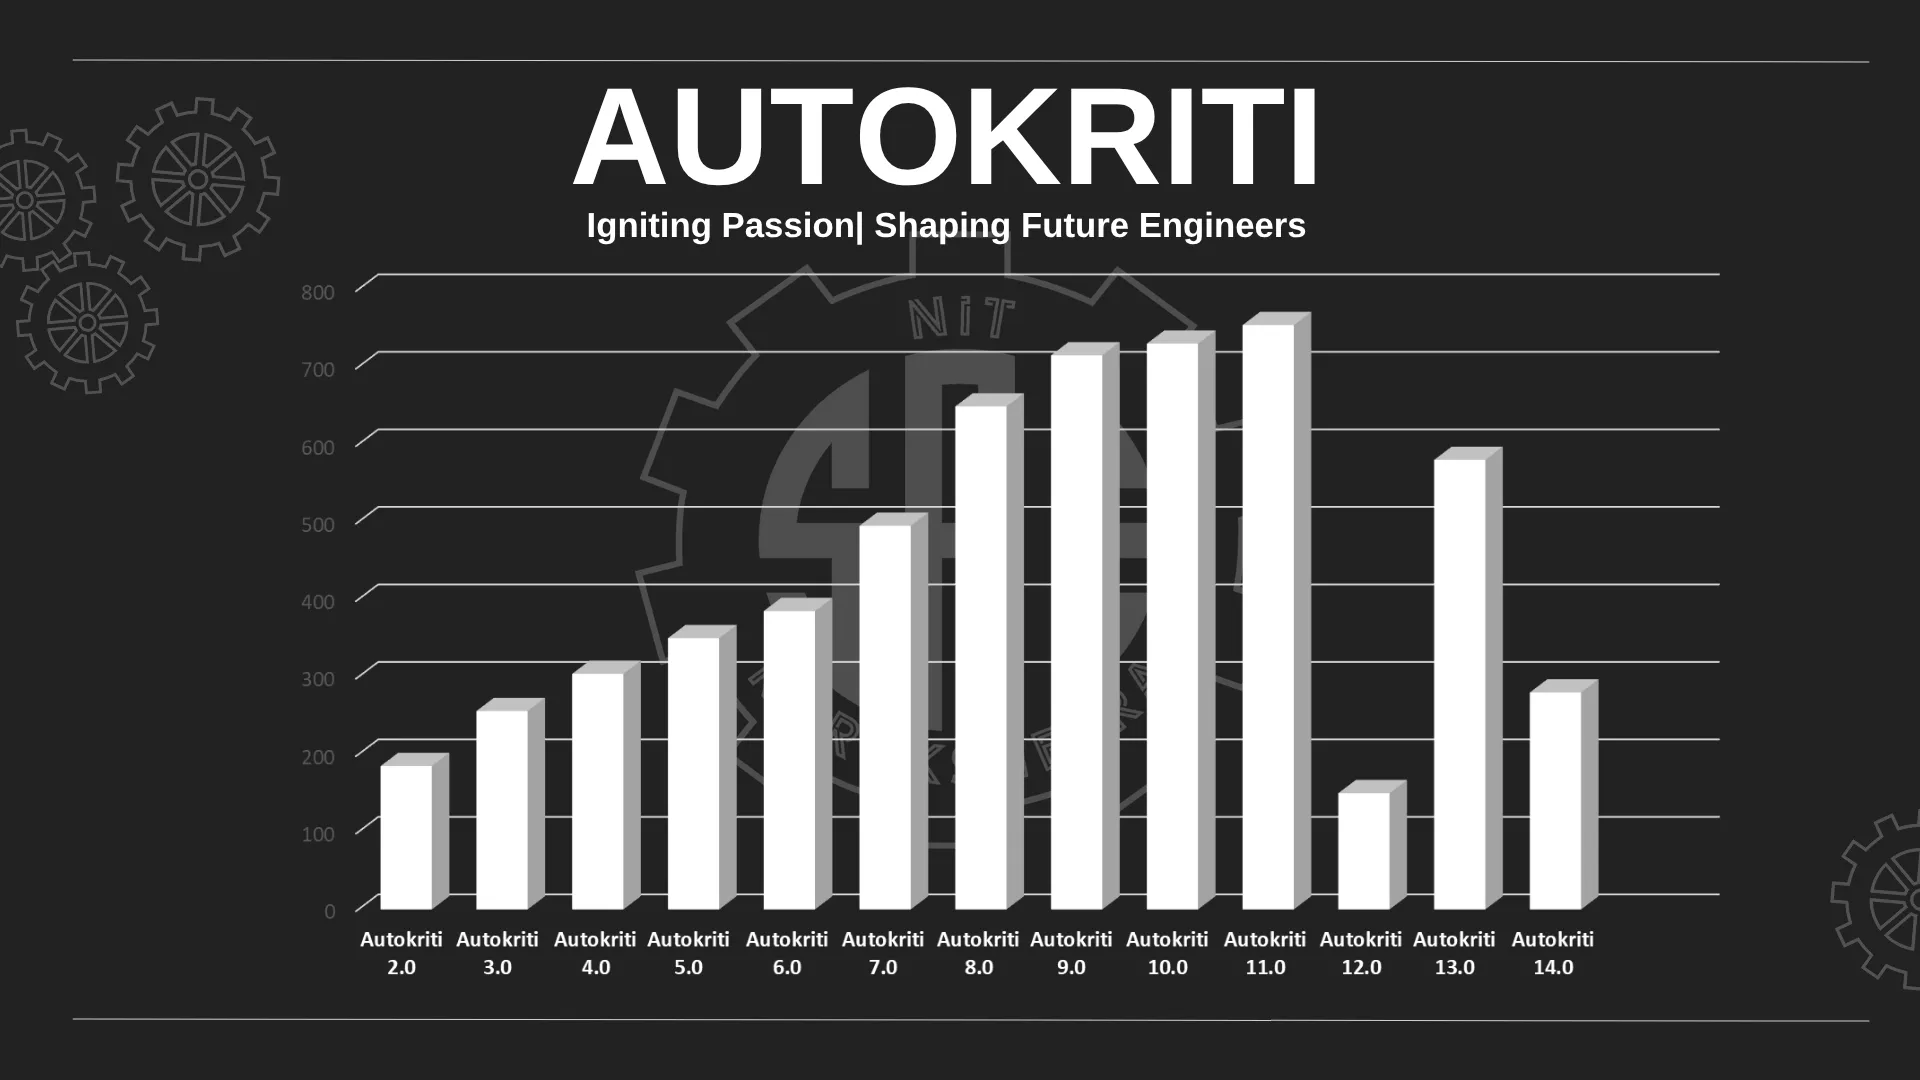 AUTOKRITI
Igniting Passion| Shaping Future Engineers
NiT
800
700
600
500
400
300
200
100
0
Autokriti 2.0
Autokriti 3.0
Autokriti 4.0
Autokriti 5.0
Autokriti 6.0
Autokriti 7.0
Autokriti 8.0
Autokriti 9.0
Autokriti 10.0
Autokriti 11.0
Autokriti 12.0
Autokriti 13.0
Autokriti 14.0